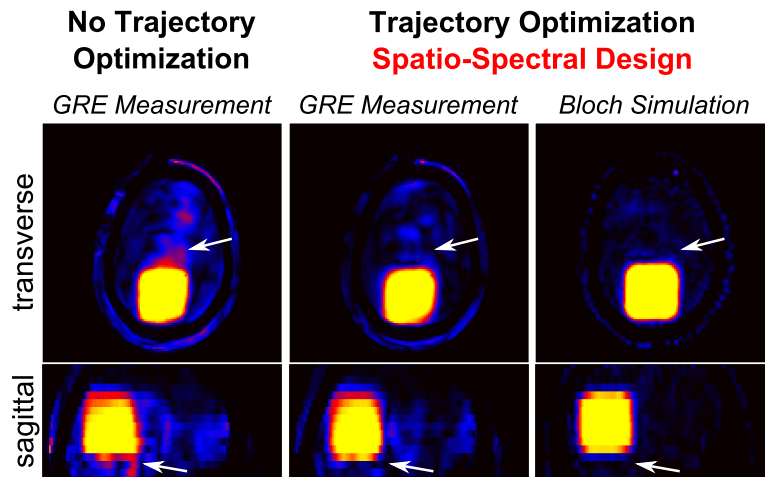 No Trajectory
Optimization
Trajectory Optimization
Spatio-Spectral Design
GRE Measurement
GRE Measurement
Bloch Simulation
transverse
sagittal